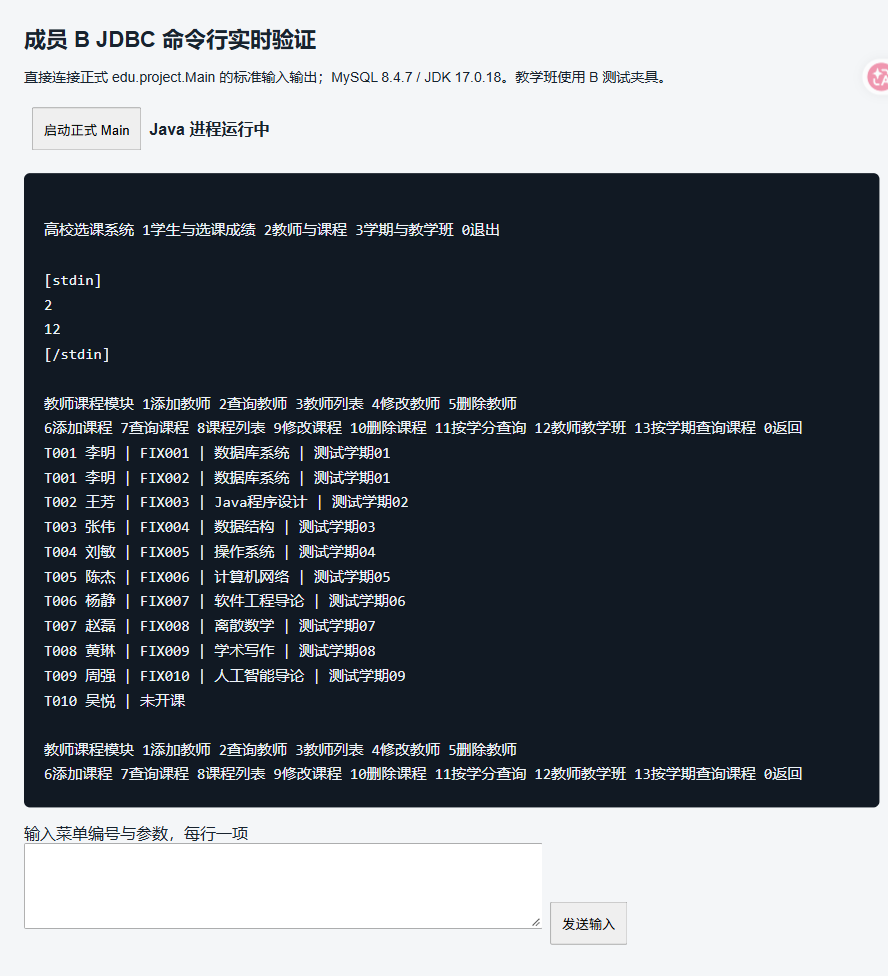 成员 B JDBC 命令行实时验证
直接连接正式 edu.project.Main 的标准输入输出；MySQL 8.4.7 / JDK 17.0.18。教学班使用 B 测试夹具。
启动正式 Main Java 进程运行中
高校选课系统 1学生与选课成绩 2教师与课程 3学期与教学班 0退出
[stdin]
2
12
[/stdin]
教师课程模块 1添加教师 2查询教师 3教师列表 4修改教师 5删除教师
6添加课程 7查询课程 8课程列表 9修改课程 10删除课程 11按学分查询 12教师教学班 13按学期查询课程 0返回
T001 李明 | FIX001 | 数据库系统 | 测试学期01
T001 李明 | FIX002 | 数据库系统 | 测试学期01
T002 王芳 | FIX003 | Java程序设计 | 测试学期02
T003 张伟 | FIX004 | 数据结构 | 测试学期03
T004 刘敏 | FIX005 | 操作系统 | 测试学期04
T005 陈杰 | FIX006 | 计算机网络 | 测试学期05
T006 杨静 | FIX007 | 软件工程导论 | 测试学期06
T007 赵磊 | FIX008 | 离散数学 | 测试学期07
T008 黄琳 | FIX009 | 学术写作 | 测试学期08
T009 周强 | FIX010 | 人工智能导论 | 测试学期09
T010 吴悦 | 未开课
教师课程模块 1添加教师 2查询教师 3教师列表 4修改教师 5删除教师
6添加课程 7查询课程 8课程列表 9修改课程 10删除课程 11按学分查询 12教师教学班 13按学期查询课程 0返回
输入菜单编号与参数，每行一项
发送输入